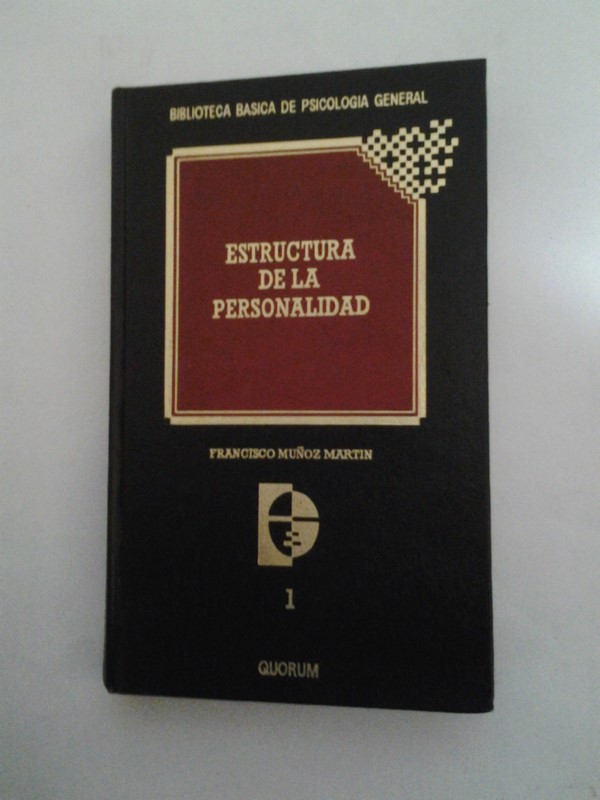 BIBLIOTECA BASICA DE PSICOLOGIA GENERAL
ESTRUCTURA
DE LA
PERSONALIDAD
FRANCISCO MUÑOZ MARTIN
1
QUORUM